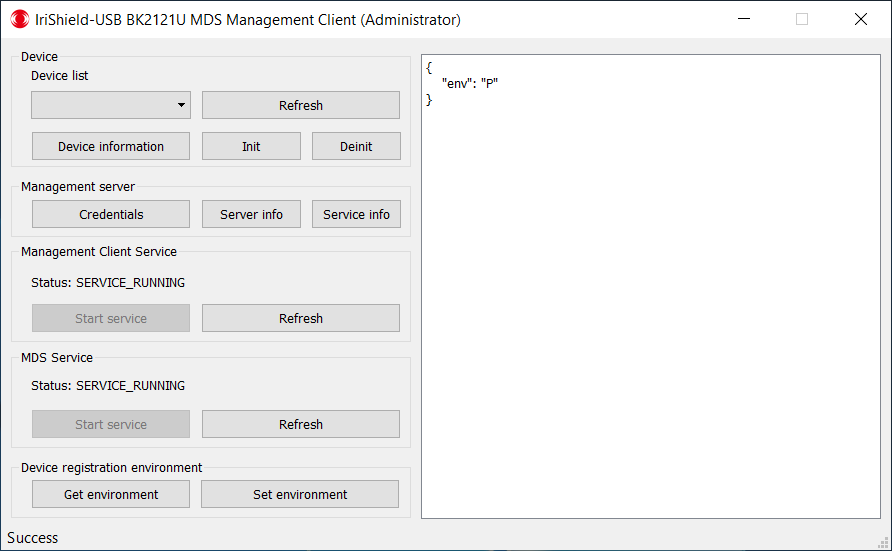 IriShield-USB BK2121U MDS Management Client (Administrator)
Device
Device list
Refresh
Device information Init Deinit
Management server
Credentials Server info Service info
Management Client Service
Status: SERVICE_RUNNING
Start service Refresh
MDS Service
Status: SERVICE_RUNNING
Start service Refresh
Device registration environment
Get environment Set environment
{
"env": "P"
}
Success